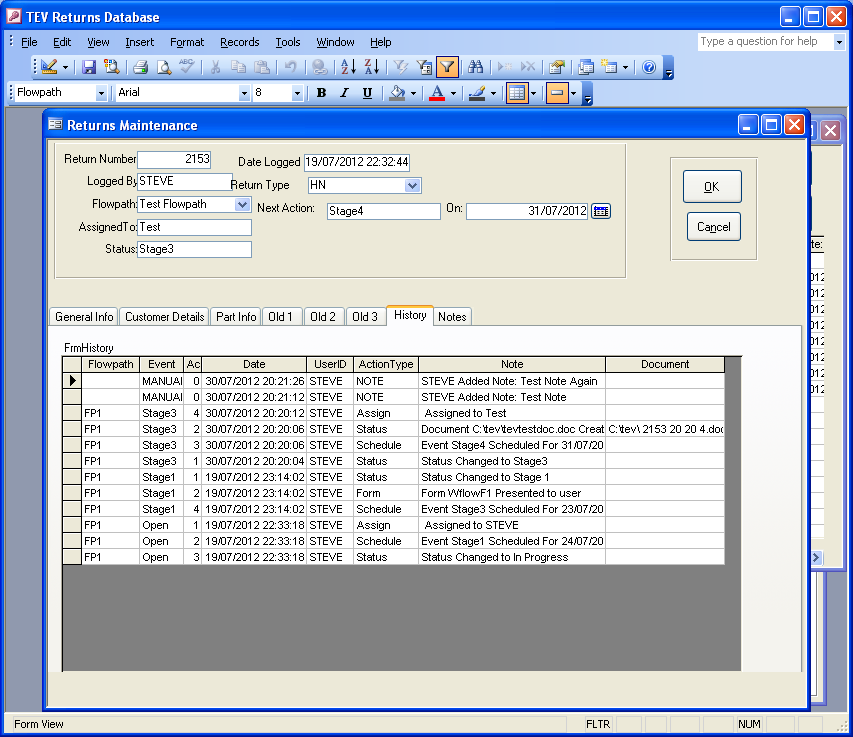 TEV Returns Database
File Edit View Insert Format Records Tools Window Help Type a question for help
Flowpath Arial 8 B I U A
Returns Maintenance
Return Number 2153 Date Logged 19/07/2012 22:32:44
Logged By STEVE Return Type HN
OK
Flowpath: Test Flowpath Next Action: Stage4 On: 31/07/2012
AssignedTo: Test
Cancel
Status: Stage3
te:
General Info Customer Details Part Info Old 1 Old 2 Old 3 History Notes
FrmHistory
Flowpath Event Ac Date UserID ActionType Note Document
MANUAI 0 30/07/2012 20:21:26 STEVE NOTE STEVE Added Note: Test Note Again
MANUAI 0 30/07/2012 20:21:12 STEVE NOTE STEVE Added Note: Test Note
FP1 Stage3 4 30/07/2012 20:20:12 STEVE Assign Assigned to Test
FP1 Stage3 2 30/07/2012 20:20:06 STEVE Status Document C:\tev\tevtestdoc.doc Creat C:\tev\ 2153 20 20 4.doc
FP1 Stage3 3 30/07/2012 20:20:06 STEVE Schedule Event Stage4 Scheduled For 31/07/20
FP1 Stage3 1 30/07/2012 20:20:04 STEVE Status Status Changed to Stage3
FP1 Stage1 1 19/07/2012 23:14:02 STEVE Status Status Changed to Stage 1
FP1 Stage1 2 19/07/2012 23:14:02 STEVE Form Form WflowF1 Presented to user
FP1 Stage1 4 19/07/2012 23:14:02 STEVE Schedule Event Stage3 Scheduled For 23/07/20
FP1 Open 1 19/07/2012 22:33:18 STEVE Assign Assigned to STEVE
FP1 Open 2 19/07/2012 22:33:18 STEVE Schedule Event Stage1 Scheduled For 24/07/20
FP1 Open 3 19/07/2012 22:33:18 STEVE Status Status Changed to In Progress
Form View FLTR NUM